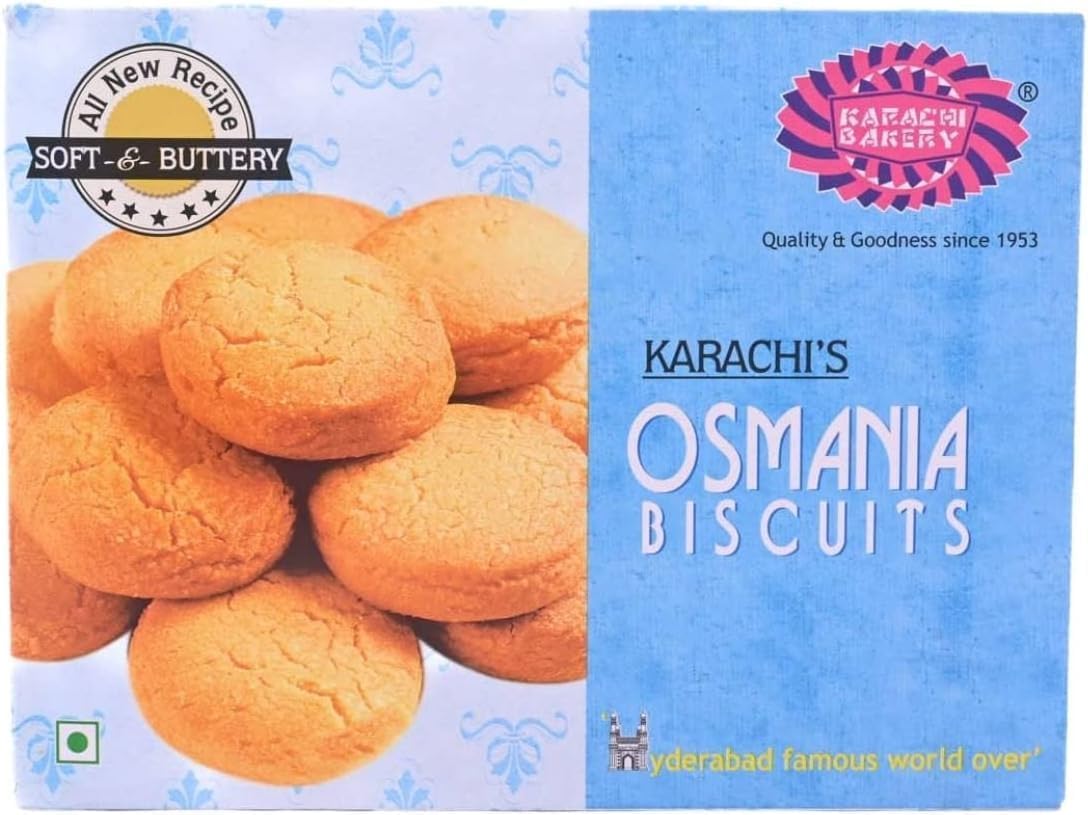 All New Recipe
SOFT -&- BUTTERY
KARACHI
BAKERY
®
Quality & Goodness since 1953
KARACHI'S
OSMANIA
BISCUITS
'Hyderabad famous world over'